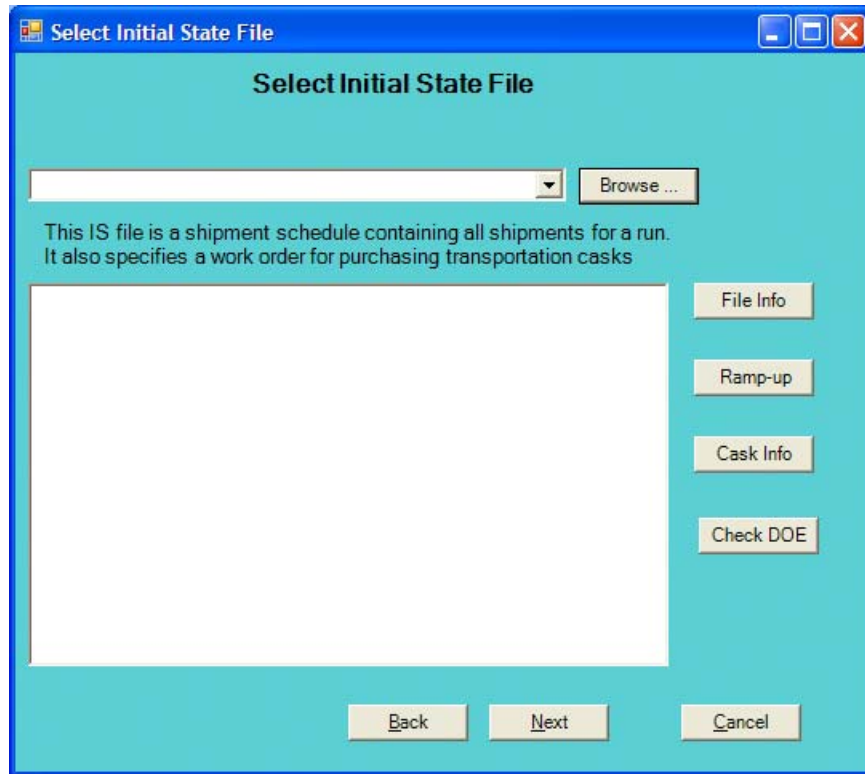 Select Initial State File
Select Initial State File
Browse ...
This IS file is a shipment schedule containing all shipments for a run.
It also specifies a work order for purchasing transportation casks
File Info
Ramp-up
Cask Info
Check DOE
Back Next Cancel